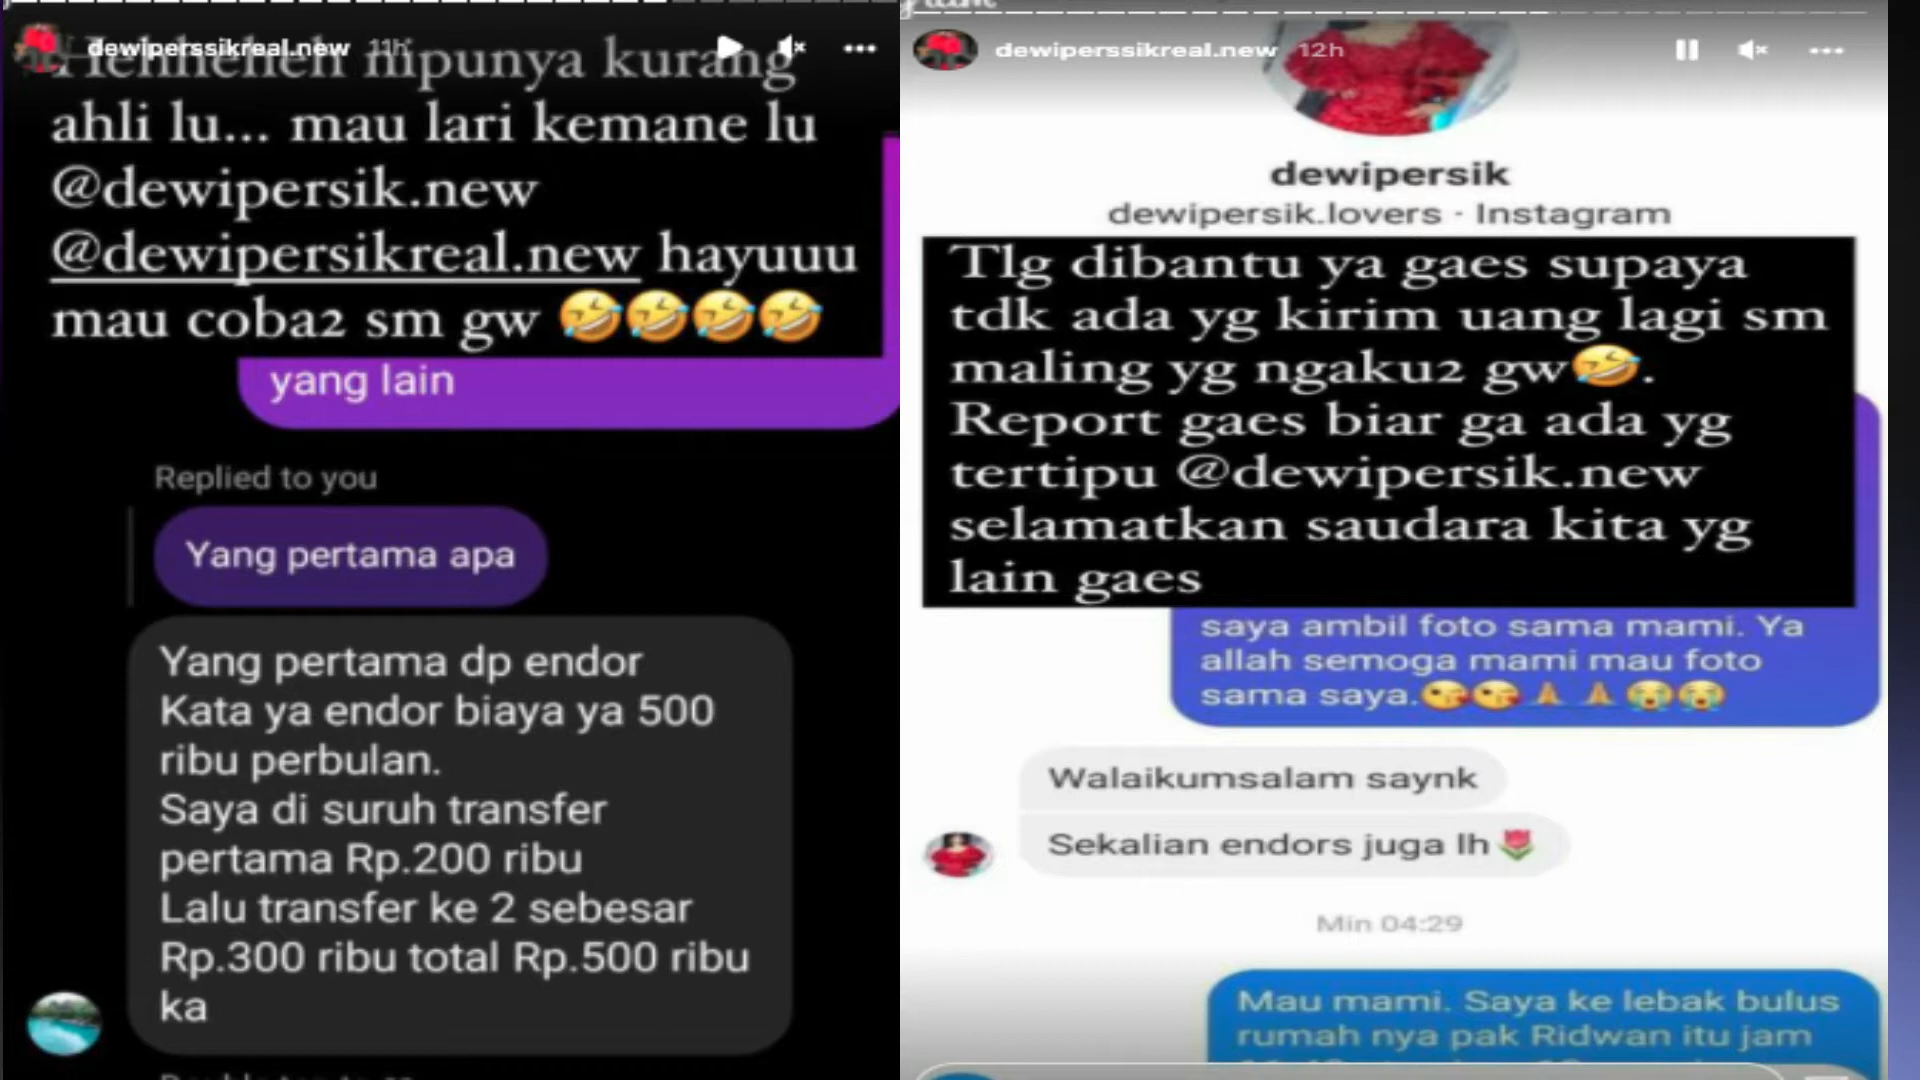 dewiperssikreal.new 11h
mpunya kurang
ahli lu... mau lari kemane lu
@dewipersik.new
@dewipersikreal.new hayuuu
mau coba2 sm gw 🤣🤣🤣🤣
yang lain
Replied to you
Yang pertama apa
Yang pertama dp endor
Kata ya endor biaya ya 500
ribu perbulan.
Saya di suruh transfer
pertama Rp.200 ribu
Lalu transfer ke 2 sebesar
Rp.300 ribu total Rp.500 ribu
ka
dewiperssikreal.new 12h
dewipersik
dewipersik.lovers · Instagram
Tlg dibantu ya gaes supaya
tdk ada yg kirim uang lagi sm
maling yg ngaku2 gw🤣.
Report gaes biar ga ada yg
tertipu @dewipersik.new
selamatkan saudara kita yg
lain gaes
saya ambil foto sama mami. Ya
allah semoga mami mau foto
sama saya.😘😘🙏🙏😭😭
Walaikumsalam saynk
Sekalian endors juga lh🌷
Min 04:29
Mau mami. Saya ke lebak bulus
rumah nya pak Ridwan itu jam